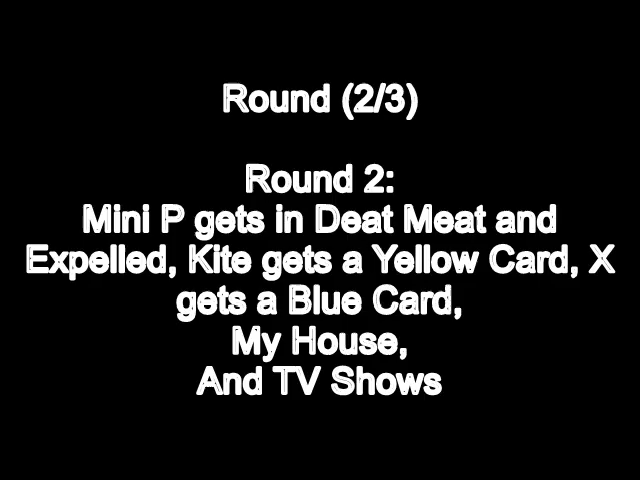 Round (2/3)
Round 2:
Mini P gets in Deat Meat and
Expelled, Kite gets a Yellow Card, X
gets a Blue Card,
My House,
And TV Shows